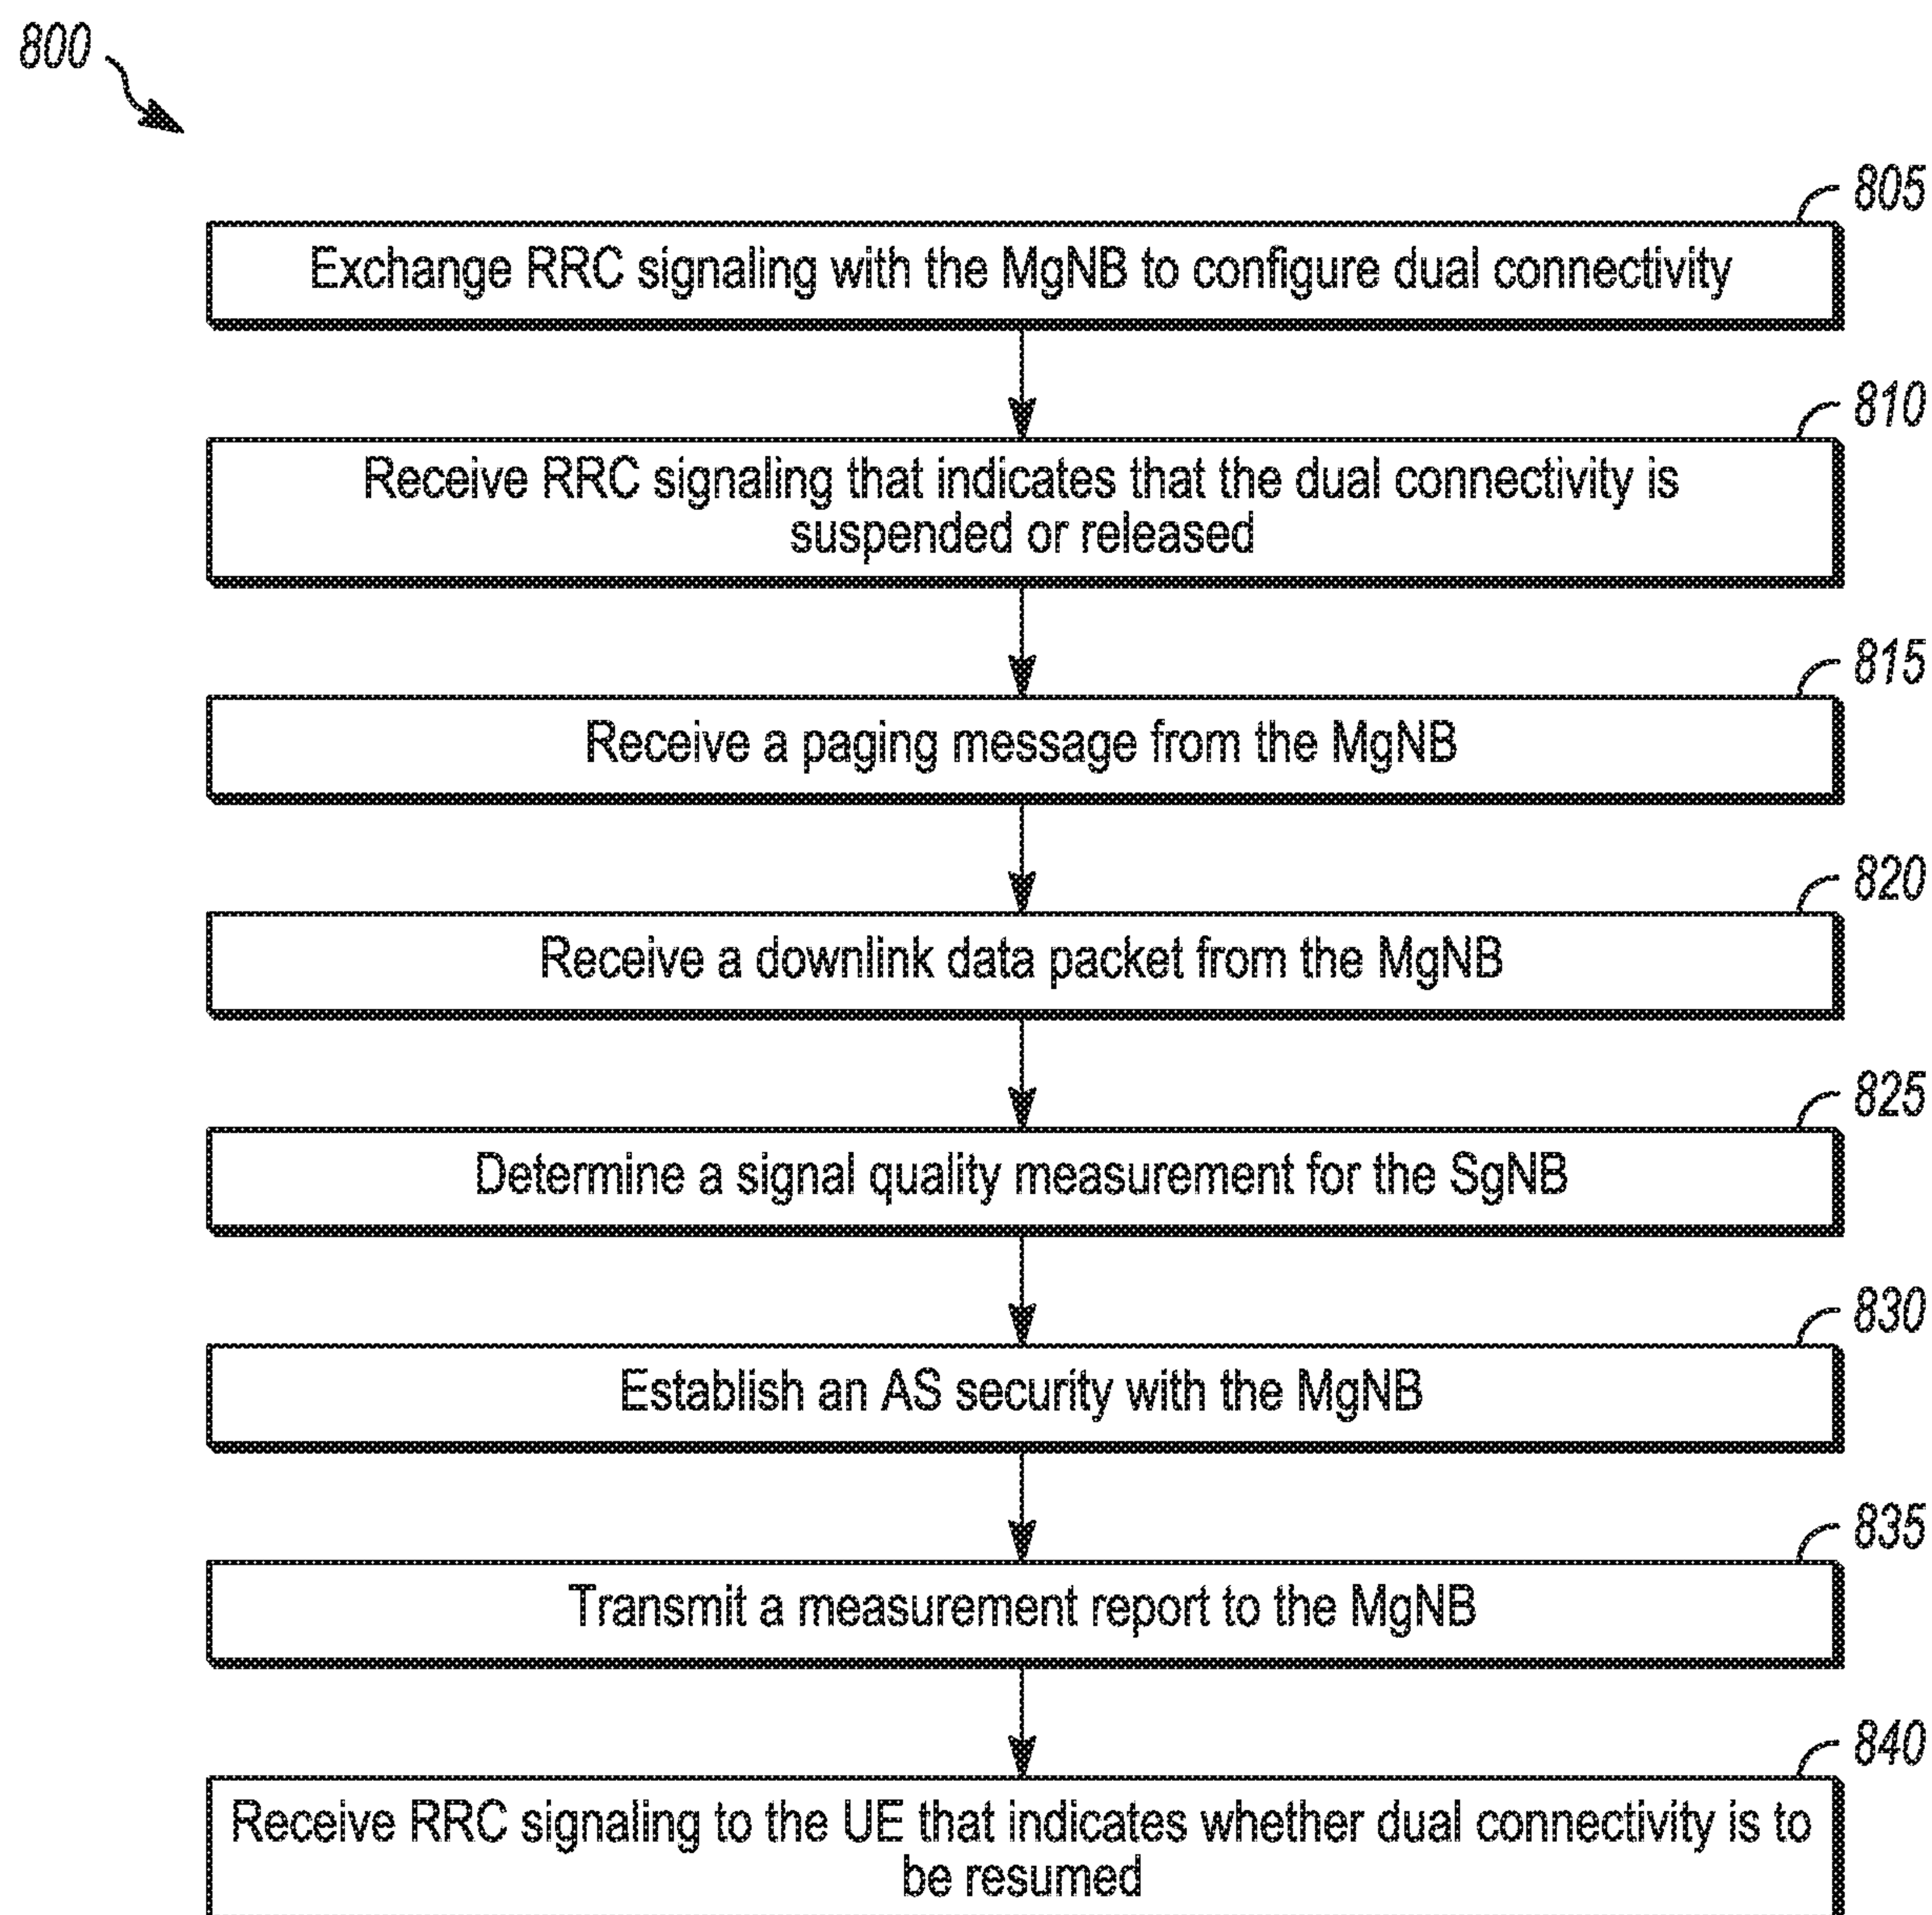 800
805
Exchange RRC signaling with the MgNB to configure dual connectivity
810
Receive RRC signaling that indicates that the dual connectivity is
suspended or released
815
Receive a paging message from the MgNB
820
Receive a downlink data packet from the MgNB
825
Determine a signal quality measurement for the SgNB
830
Establish an AS security with the MgNB
835
Transmit a measurement report to the MgNB
840
Receive RRC signaling to the UE that indicates whether dual connectivity is to
be resumed